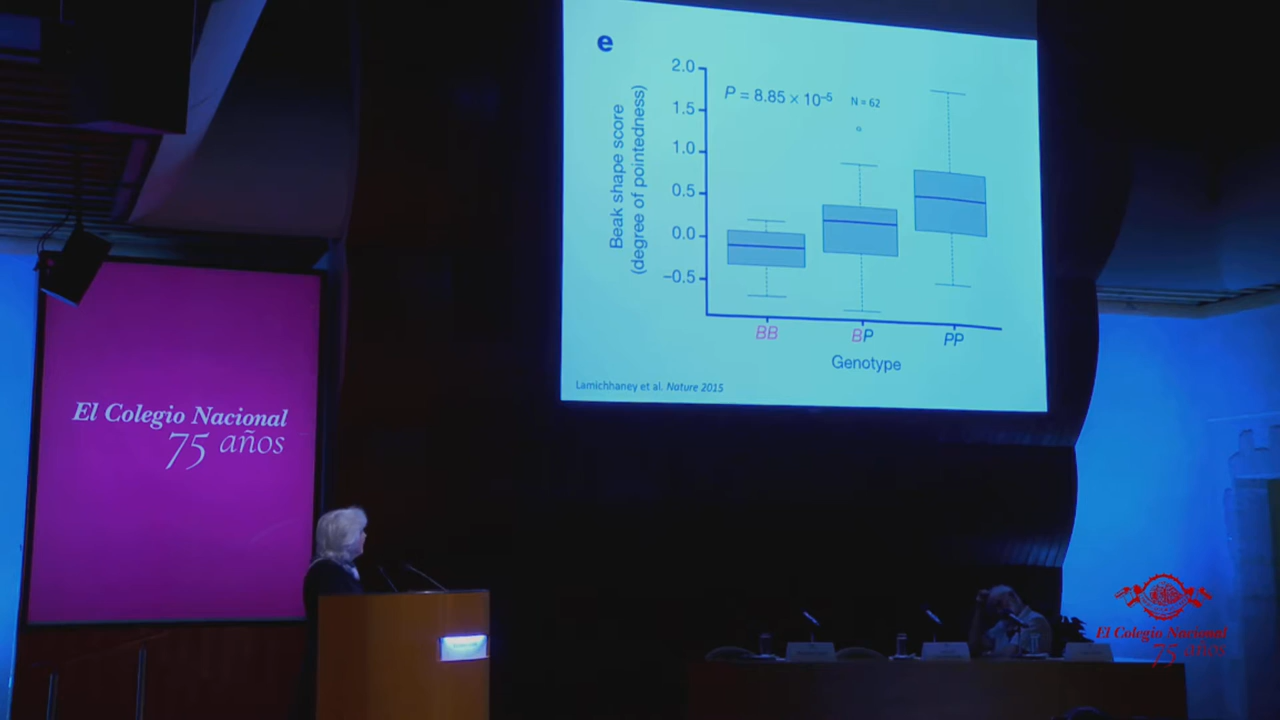 e
2.0
1.5
1.0
0.5
0.0
–0.5
Beak shape score
(degree of pointedness)
P = 8.85 × 10⁻⁵
N = 62
BB
BP
PP
Genotype
Lamichhaney et al. Nature 2015
El Colegio Nacional
75 años
El Colegio Nacional
75 años